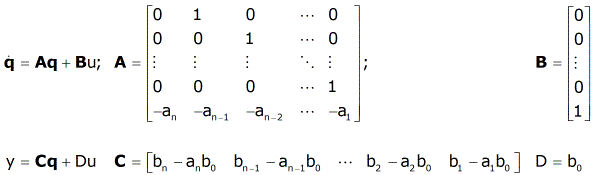 q̇ = Aq + Bu; A = [0 1 0 ⋯ 0; 0 0 1 ⋯ 0; ⋮ ⋮ ⋮ ⋱ ⋮; 0 0 0 ⋯ 1; −aₙ −aₙ₋₁ −aₙ₋₂ ⋯ −a₁]; B = [0; 0; ⋮; 0; 1]
y = Cq + Du C = [bₙ − aₙb₀ bₙ₋₁ − aₙ₋₁b₀ ⋯ b₂ − a₂b₀ b₁ − a₁b₀] D = b₀